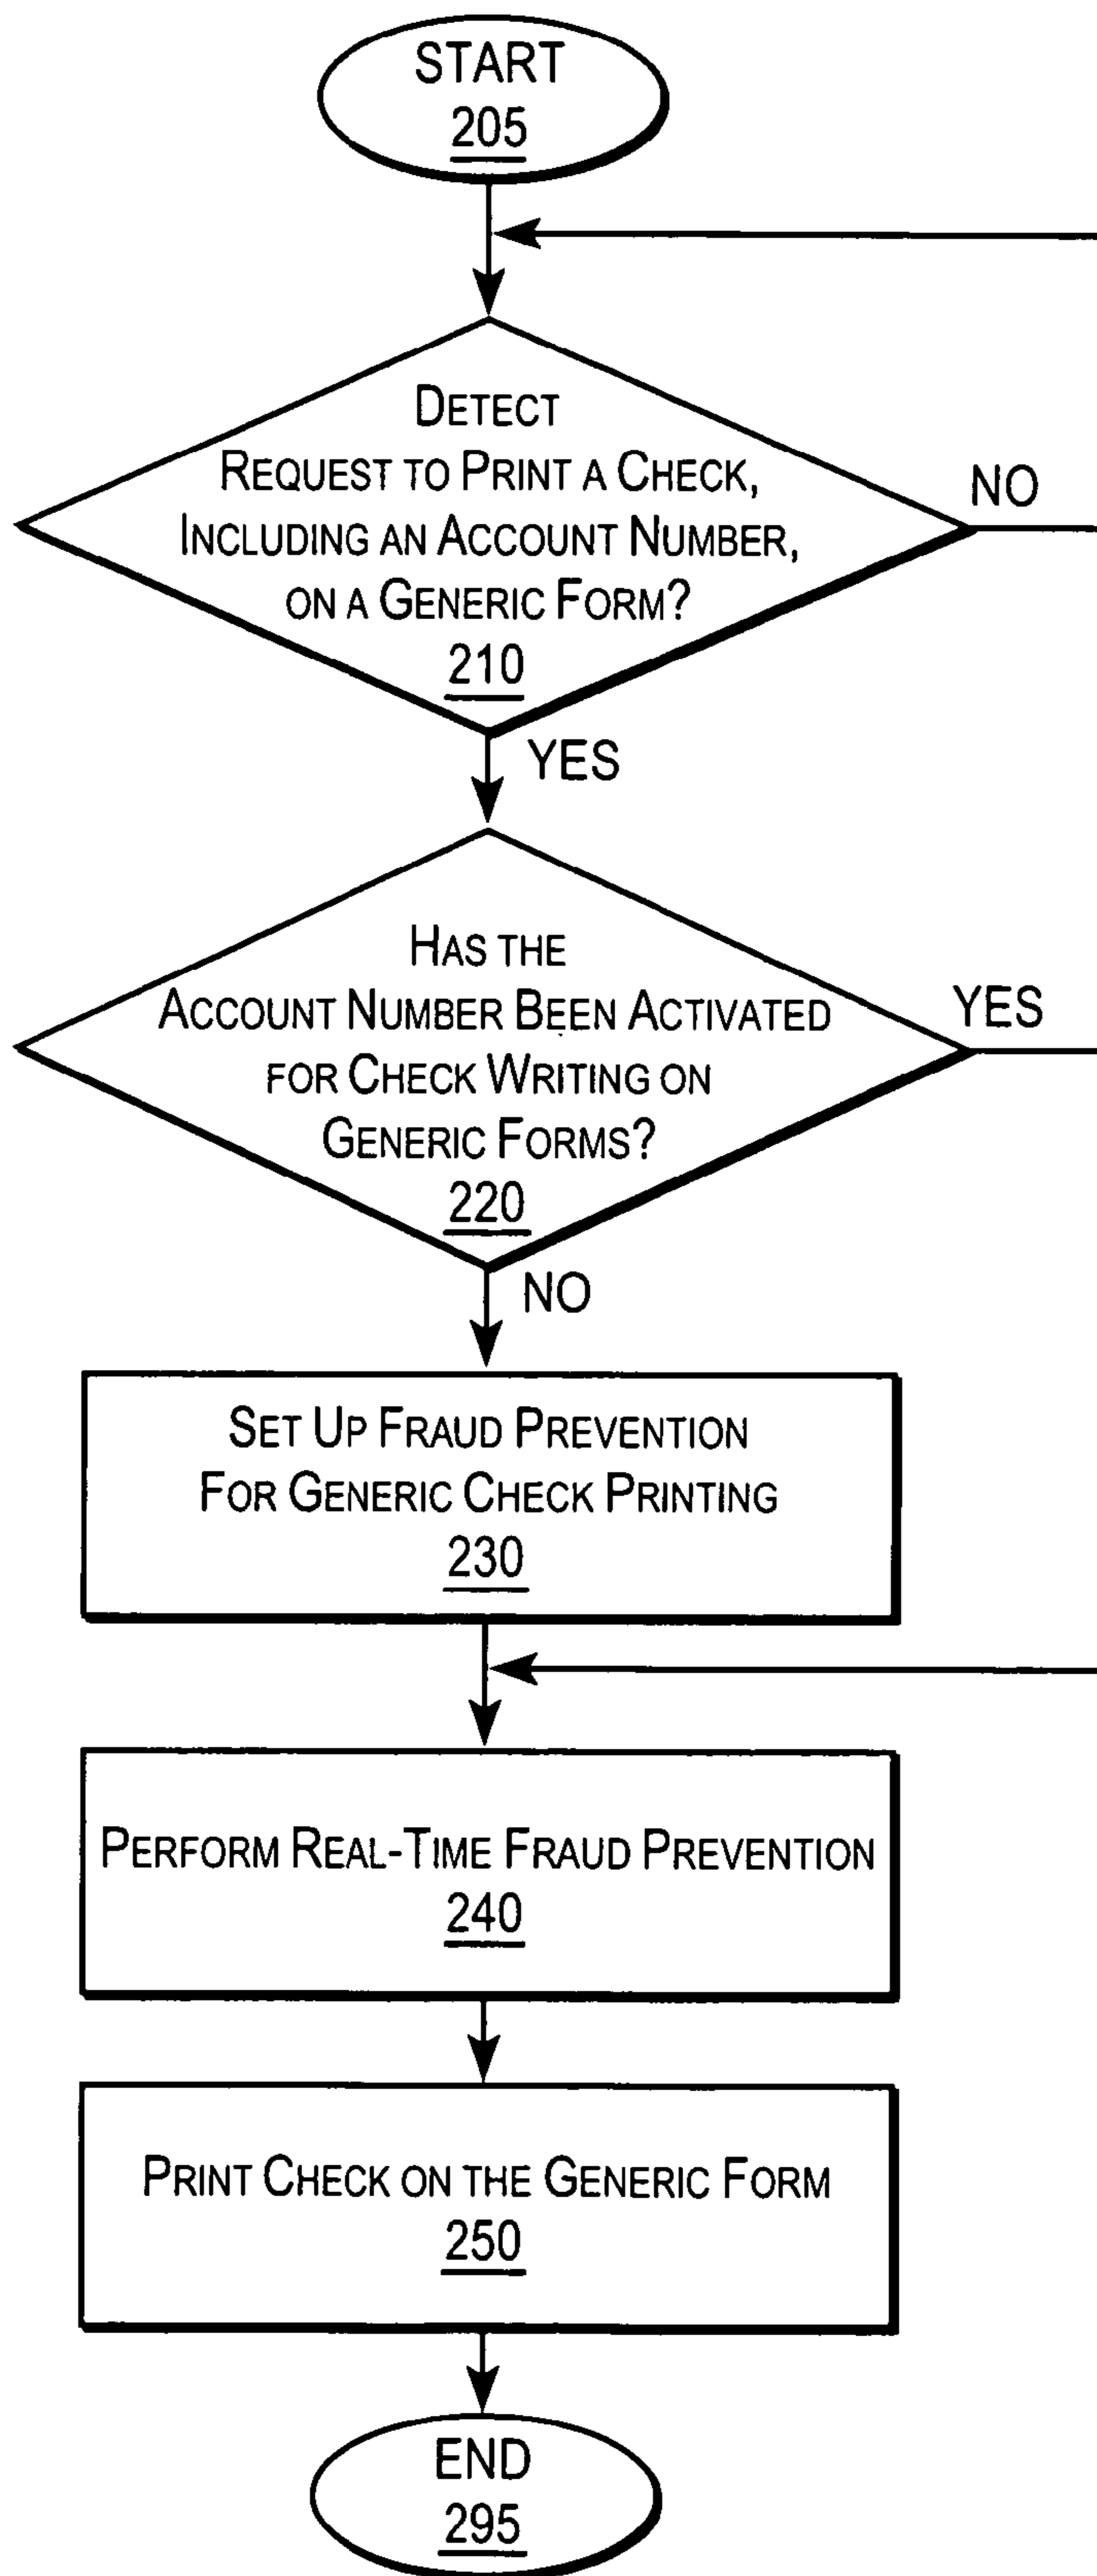 START
205
DETECT
REQUEST TO PRINT A CHECK,
INCLUDING AN ACCOUNT NUMBER,
ON A GENERIC FORM?
210
NO
YES
HAS THE
ACCOUNT NUMBER BEEN ACTIVATED
FOR CHECK WRITING ON
GENERIC FORMS?
220
YES
NO
SET UP FRAUD PREVENTION
FOR GENERIC CHECK PRINTING
230
PERFORM REAL-TIME FRAUD PREVENTION
240
PRINT CHECK ON THE GENERIC FORM
250
END
295